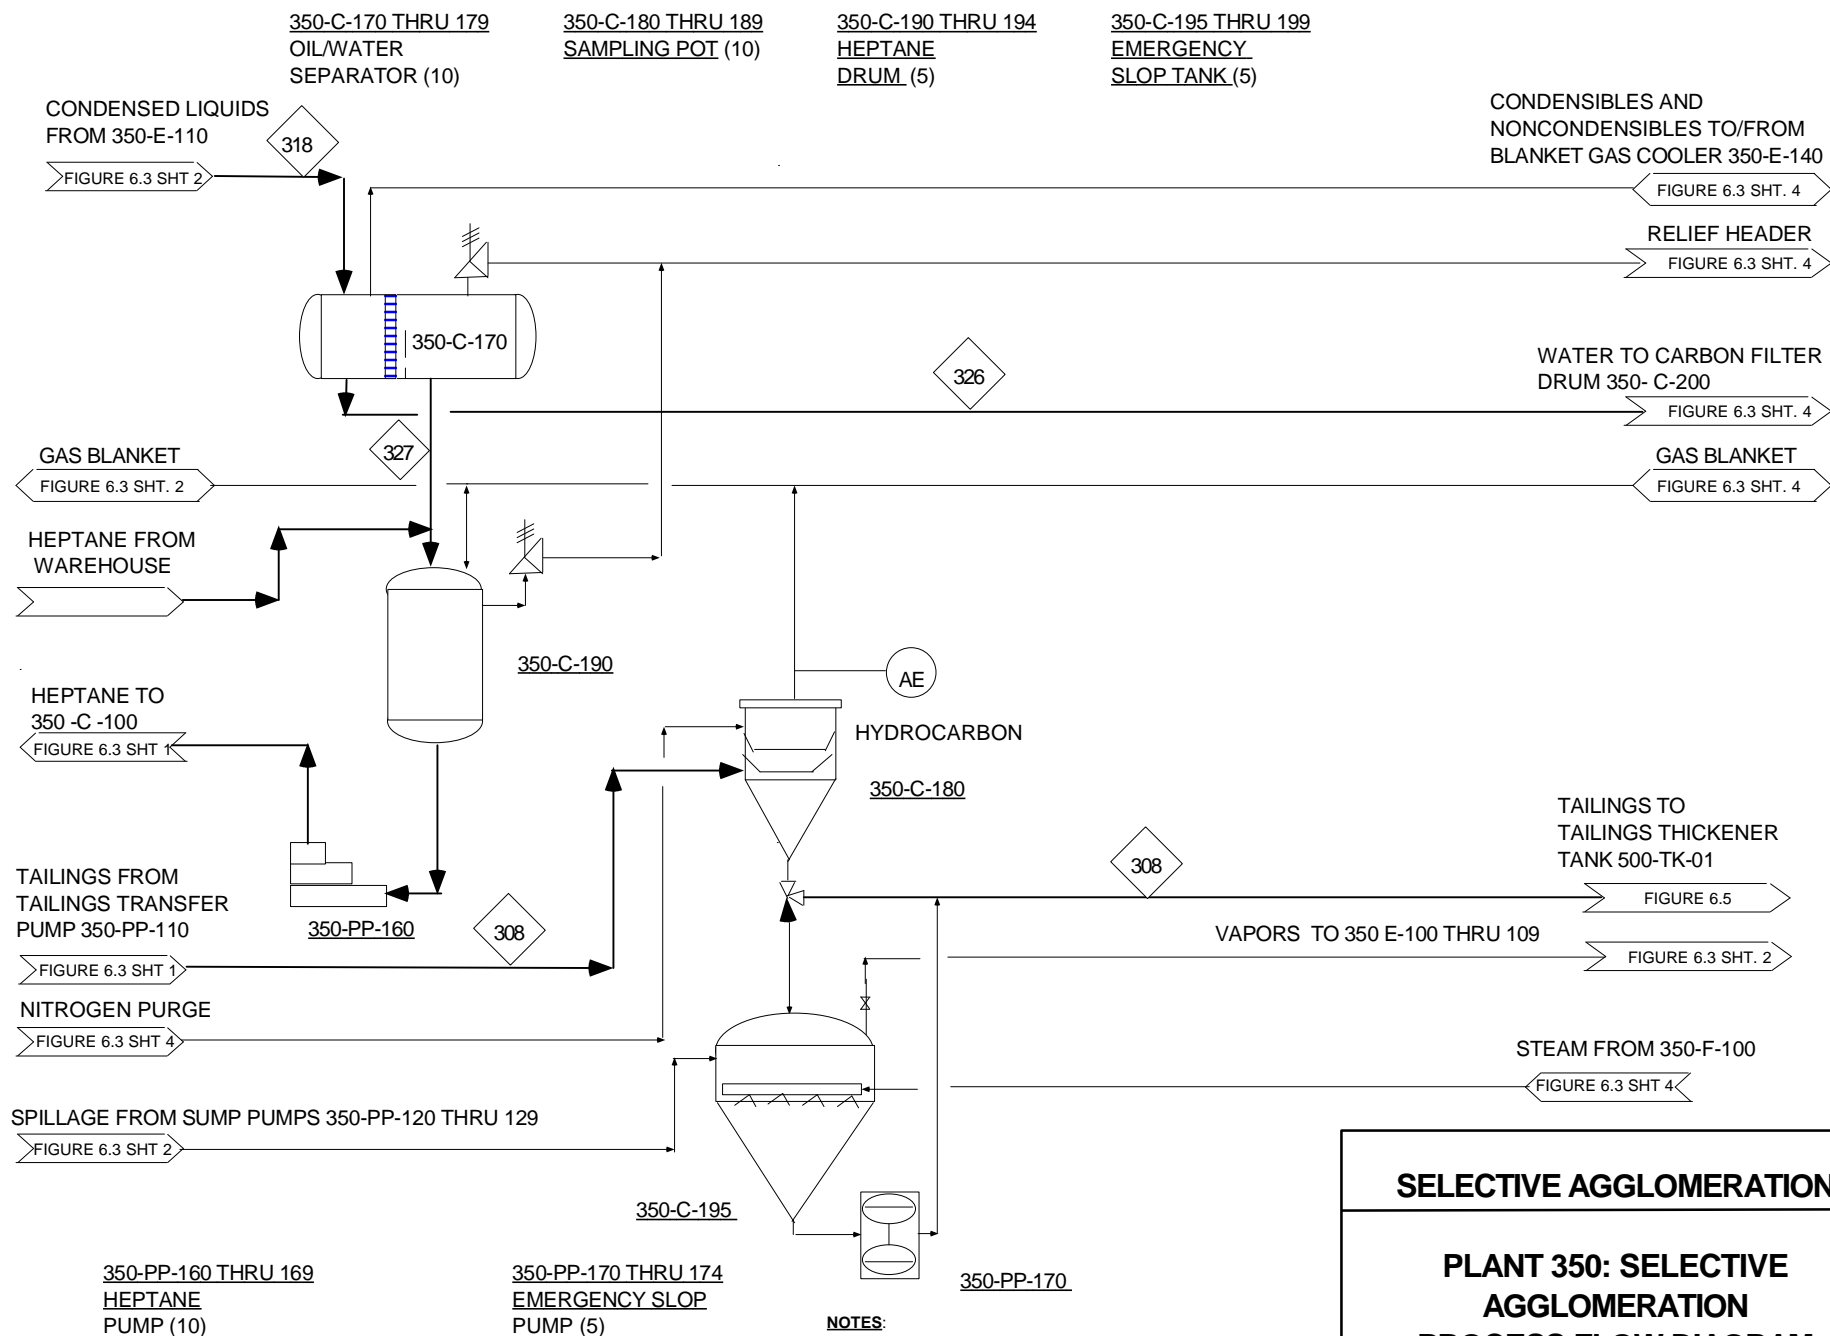 350-C-170 THRU 179
OIL/WATER
SEPARATOR (10)
350-C-180 THRU 189
SAMPLING POT (10)
350-C-190 THRU 194
HEPTANE
DRUM (5)
350-C-195 THRU 199
EMERGENCY
SLOP TANK (5)
CONDENSED LIQUIDS
FROM 350-E-110
FIGURE 6.3 SHT 2
318
CONDENSIBLES AND
NONCONDENSIBLES TO/FROM
BLANKET GAS COOLER 350-E-140
FIGURE 6.3 SHT. 4
RELIEF HEADER
FIGURE 6.3 SHT. 4
350-C-170
326
WATER TO CARBON FILTER
DRUM 350- C-200
FIGURE 6.3 SHT. 4
327
GAS BLANKET
FIGURE 6.3 SHT. 2
GAS BLANKET
FIGURE 6.3 SHT. 4
HEPTANE FROM
WAREHOUSE
350-C-190
AE
HEPTANE TO
350 -C -100
FIGURE 6.3 SHT 1
HYDROCARBON
350-C-180
TAILINGS FROM
TAILINGS TRANSFER
PUMP 350-PP-110
FIGURE 6.3 SHT 1
350-PP-160
308
308
TAILINGS TO
TAILINGS THICKENER
TANK 500-TK-01
FIGURE 6.5
VAPORS TO 350 E-100 THRU 109
FIGURE 6.3 SHT. 2
NITROGEN PURGE
FIGURE 6.3 SHT 4
STEAM FROM 350-F-100
FIGURE 6.3 SHT 4
SPILLAGE FROM SUMP PUMPS 350-PP-120 THRU 129
FIGURE 6.3 SHT 2
350-C-195
350-PP-170
350-PP-160 THRU 169
HEPTANE
PUMP (10)
350-PP-170 THRU 174
EMERGENCY SLOP
PUMP (5)
NOTES:
SELECTIVE AGGLOMERATION
PLANT 350: SELECTIVE
AGGLOMERATION
PROCESS FLOW DIAGRAM